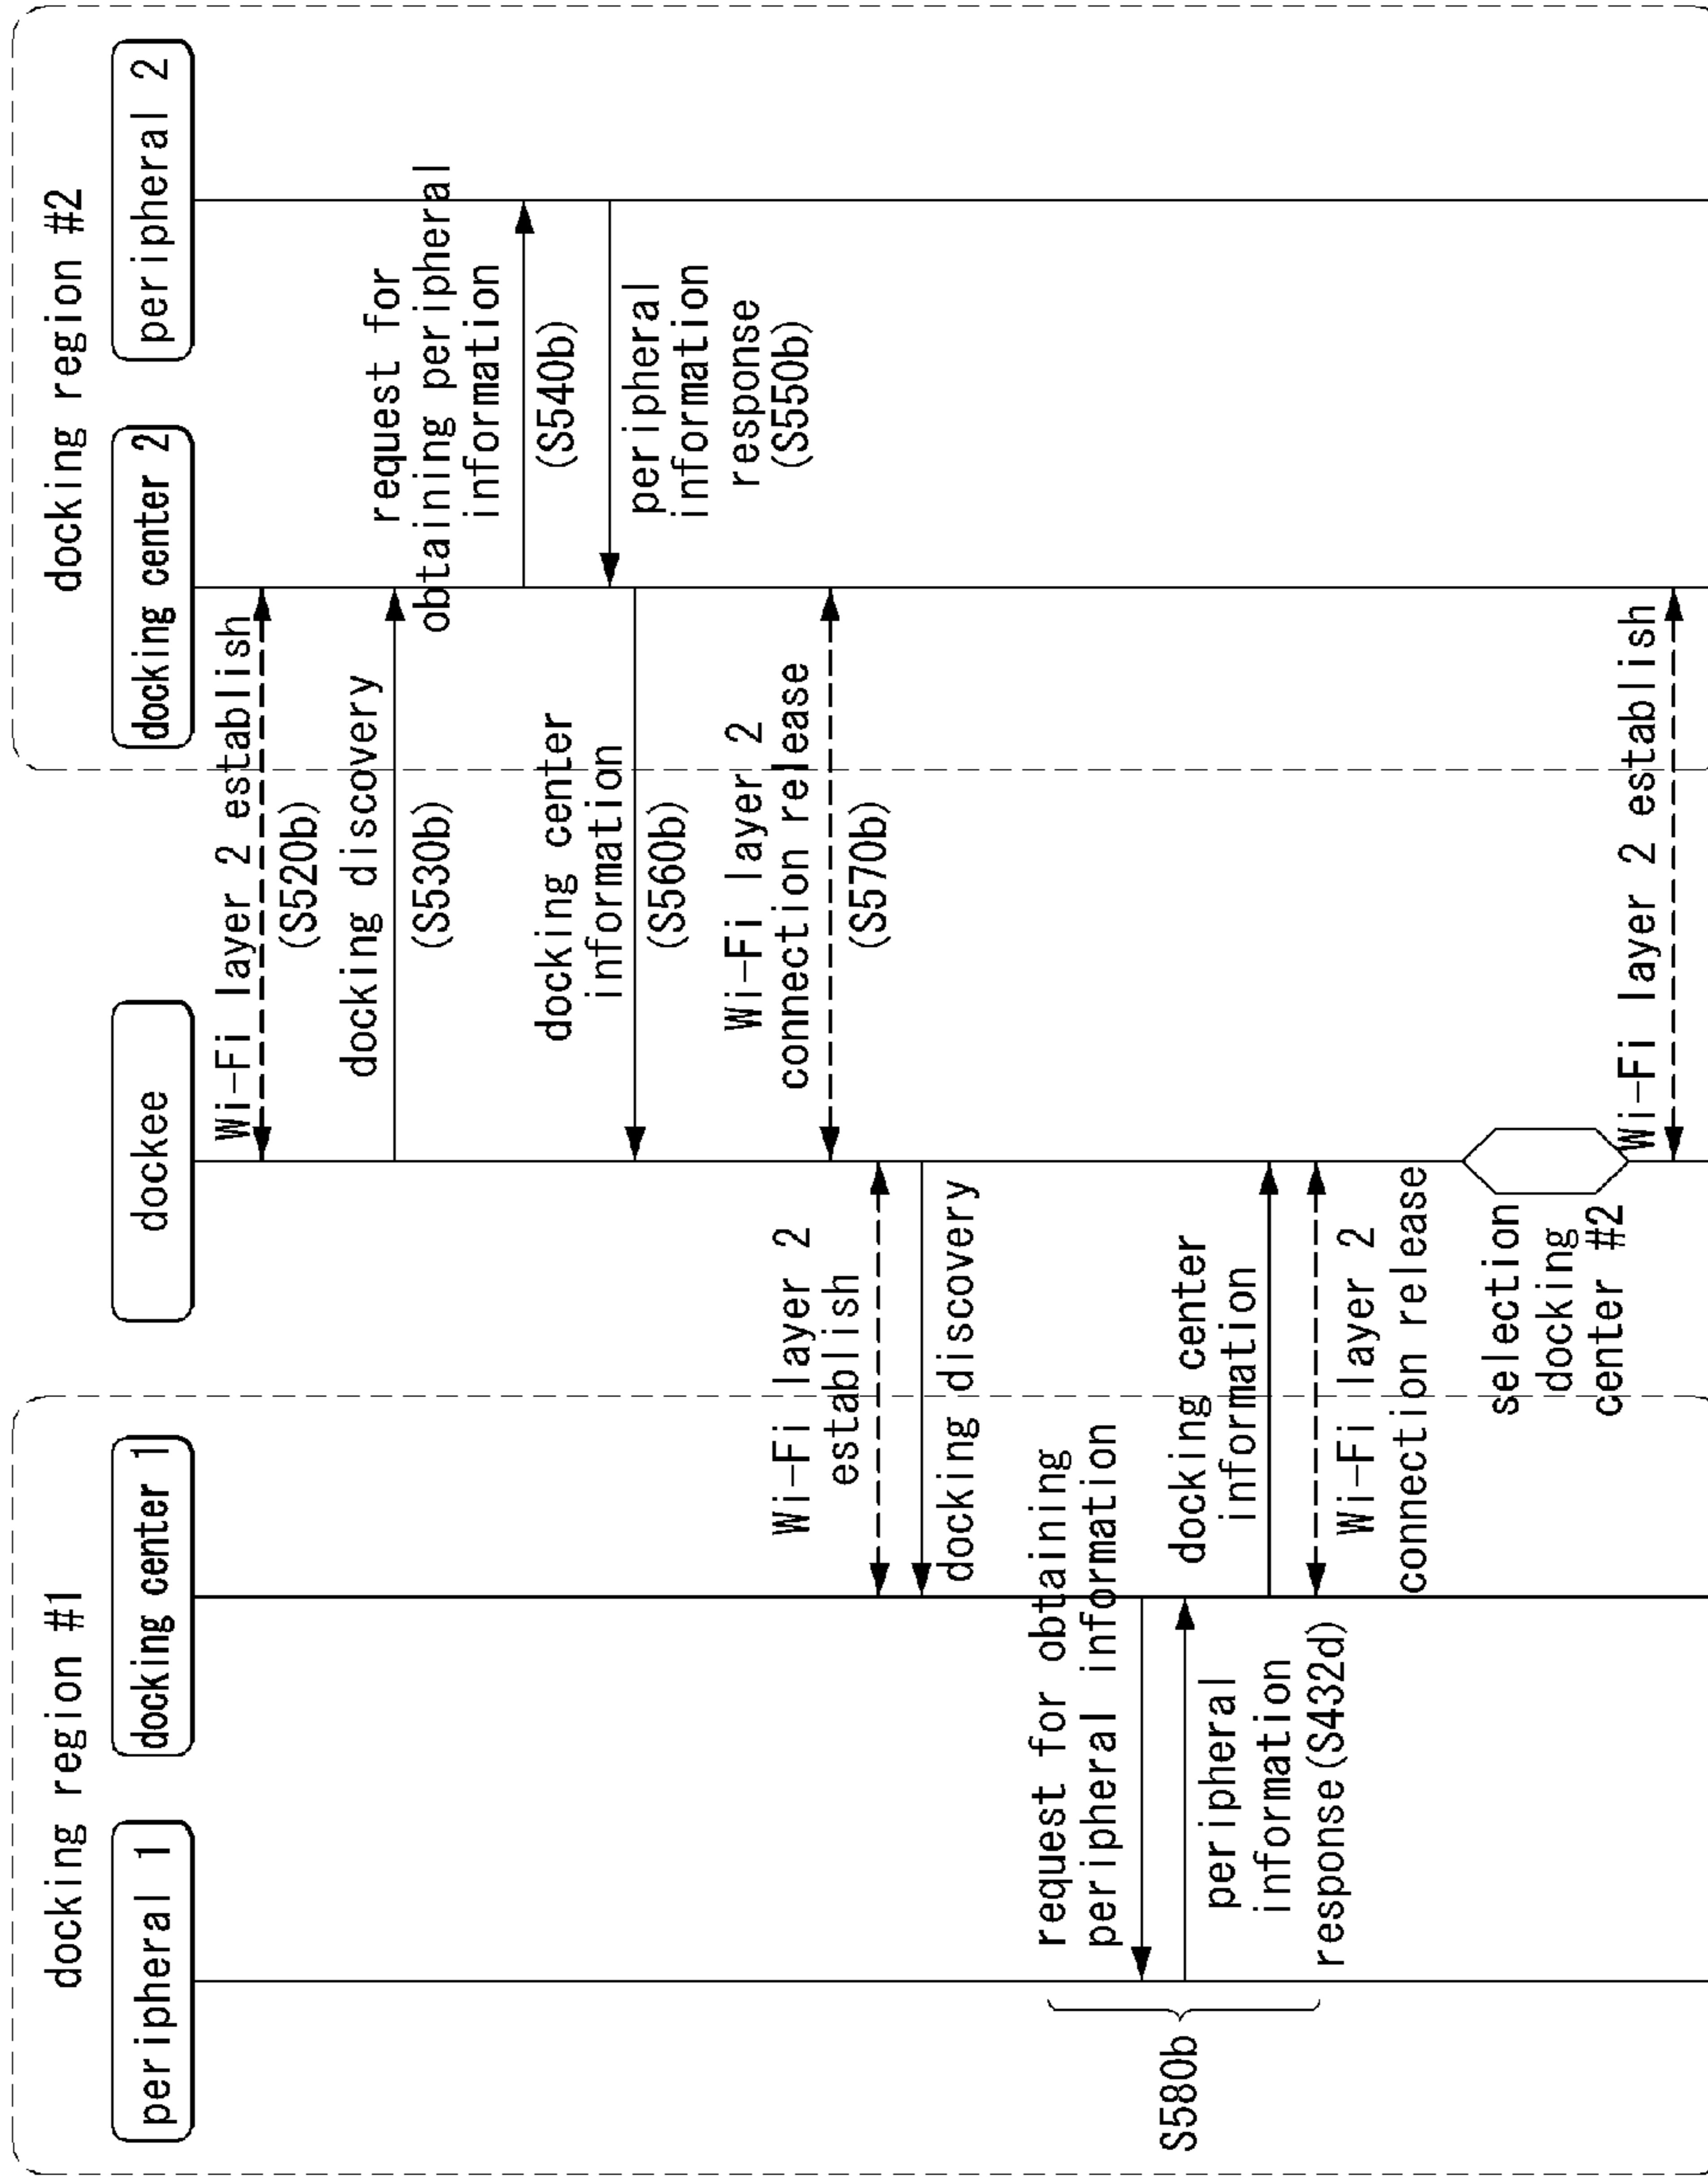 docking region #1
docking region #2
peripheral 1
docking center 1
dockee
docking center 2
peripheral 2
Wi-Fi layer 2 establish
(S520b)
docking discovery
(S530b)
request for
obtaining peripheral
information
(S540b)
peripheral
information
response
(S550b)
docking center
information
(S560b)
Wi-Fi layer 2
connection release
(S570b)
Wi-Fi layer 2
establish
docking discovery
request for obtaining
peripheral information
S580b
peripheral
information
response(S432d)
docking center
information
Wi-Fi layer 2
connection release
selection
docking
center #2
Wi-Fi layer 2 establish